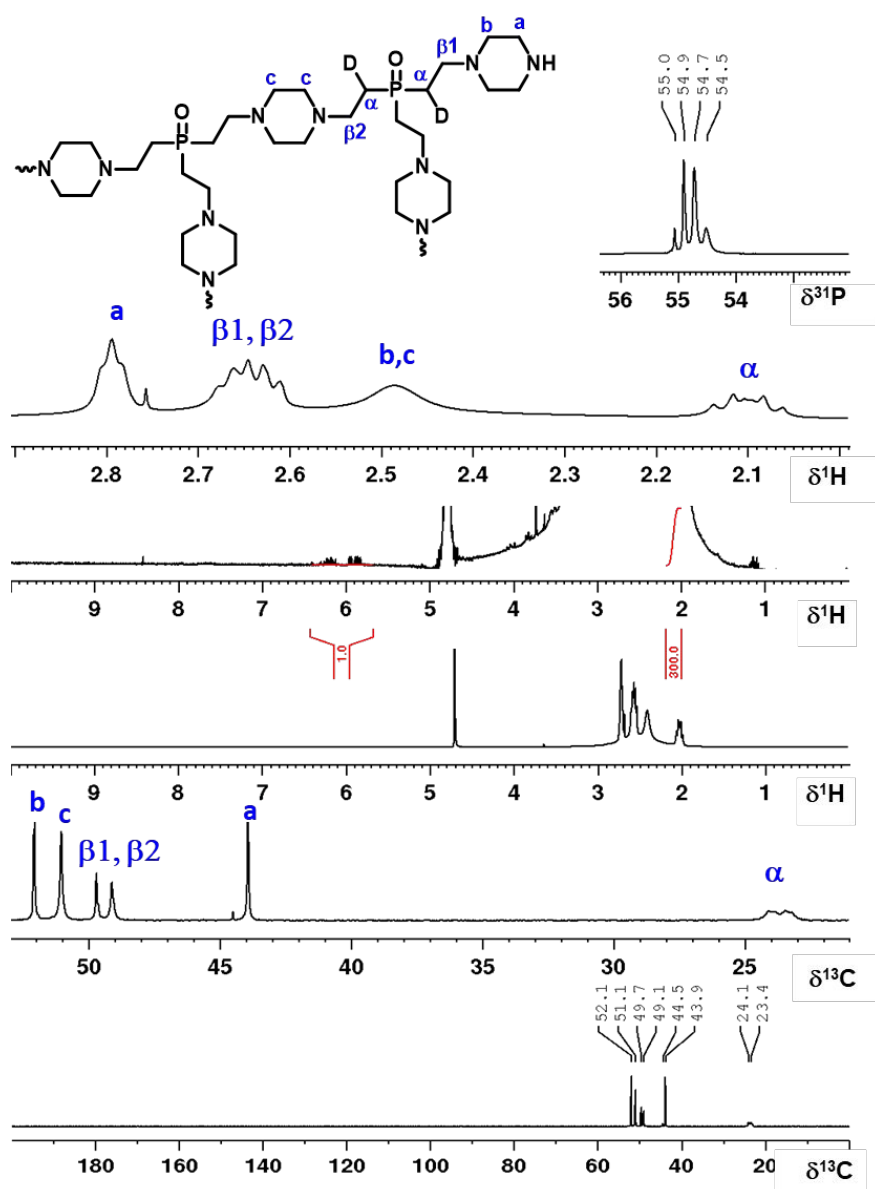 b a
O β1 N NH
D α
c c P α
O N N D
P β2
N N N N
N N
N N
55.0 54.9 54.7 54.5
56 55 54 δ³¹P
a β1, β2 b,c α
2.8 2.7 2.6 2.5 2.4 2.3 2.2 2.1 δ¹H
9 8 7 6 5 4 3 2 1 δ¹H
1.0 300.0
9 8 7 6 5 4 3 2 1 δ¹H
b c β1, β2 a α
50 45 40 35 30 25 δ¹³C
52.1 51.1 49.7 49.1 44.5 43.9 24.1 23.4
180 160 140 120 100 80 60 40 20 δ¹³C